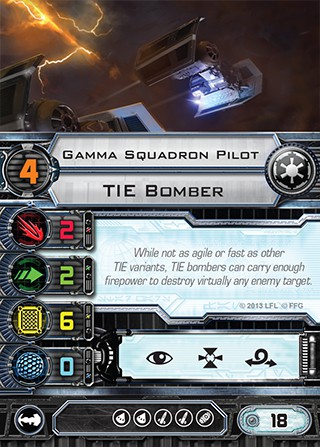 4
Gamma Squadron Pilot
TIE Bomber
2
2
6
0
While not as agile or fast as other
TIE variants, TIE bombers can carry enough
firepower to destroy virtually any enemy target.
© 2013 LFL © FFG
18